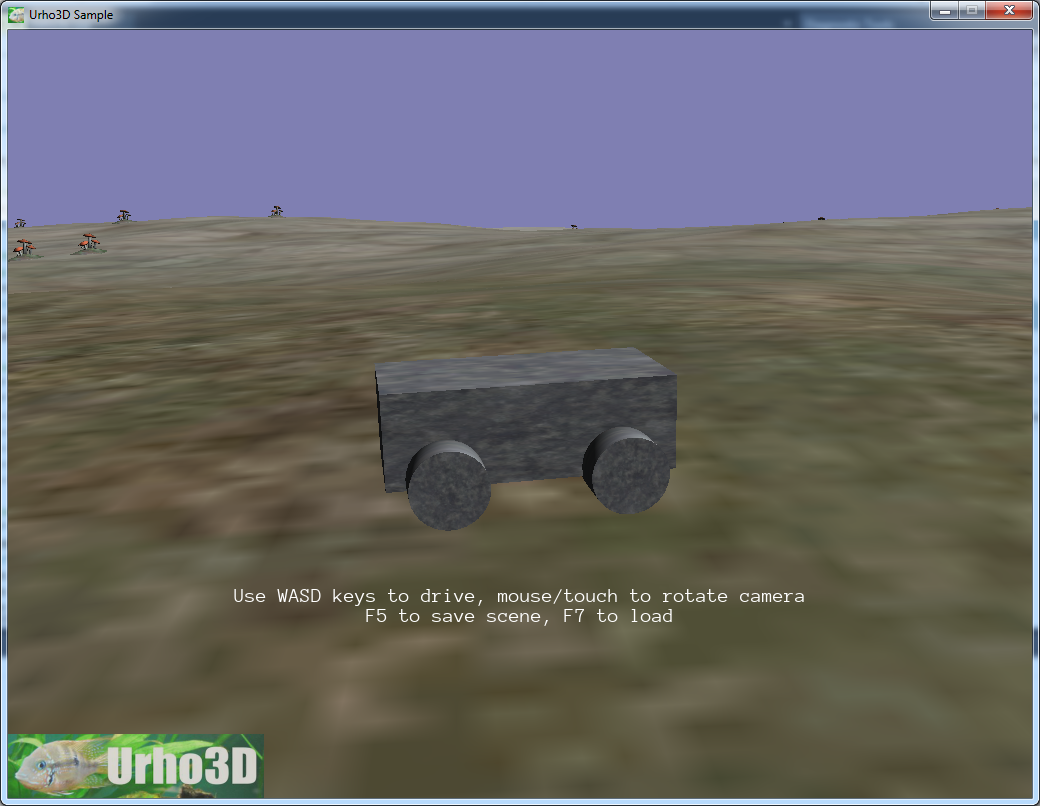 Urho3D Sample
Use WASD keys to drive, mouse/touch to rotate camera
F5 to save scene, F7 to load
Urho3D